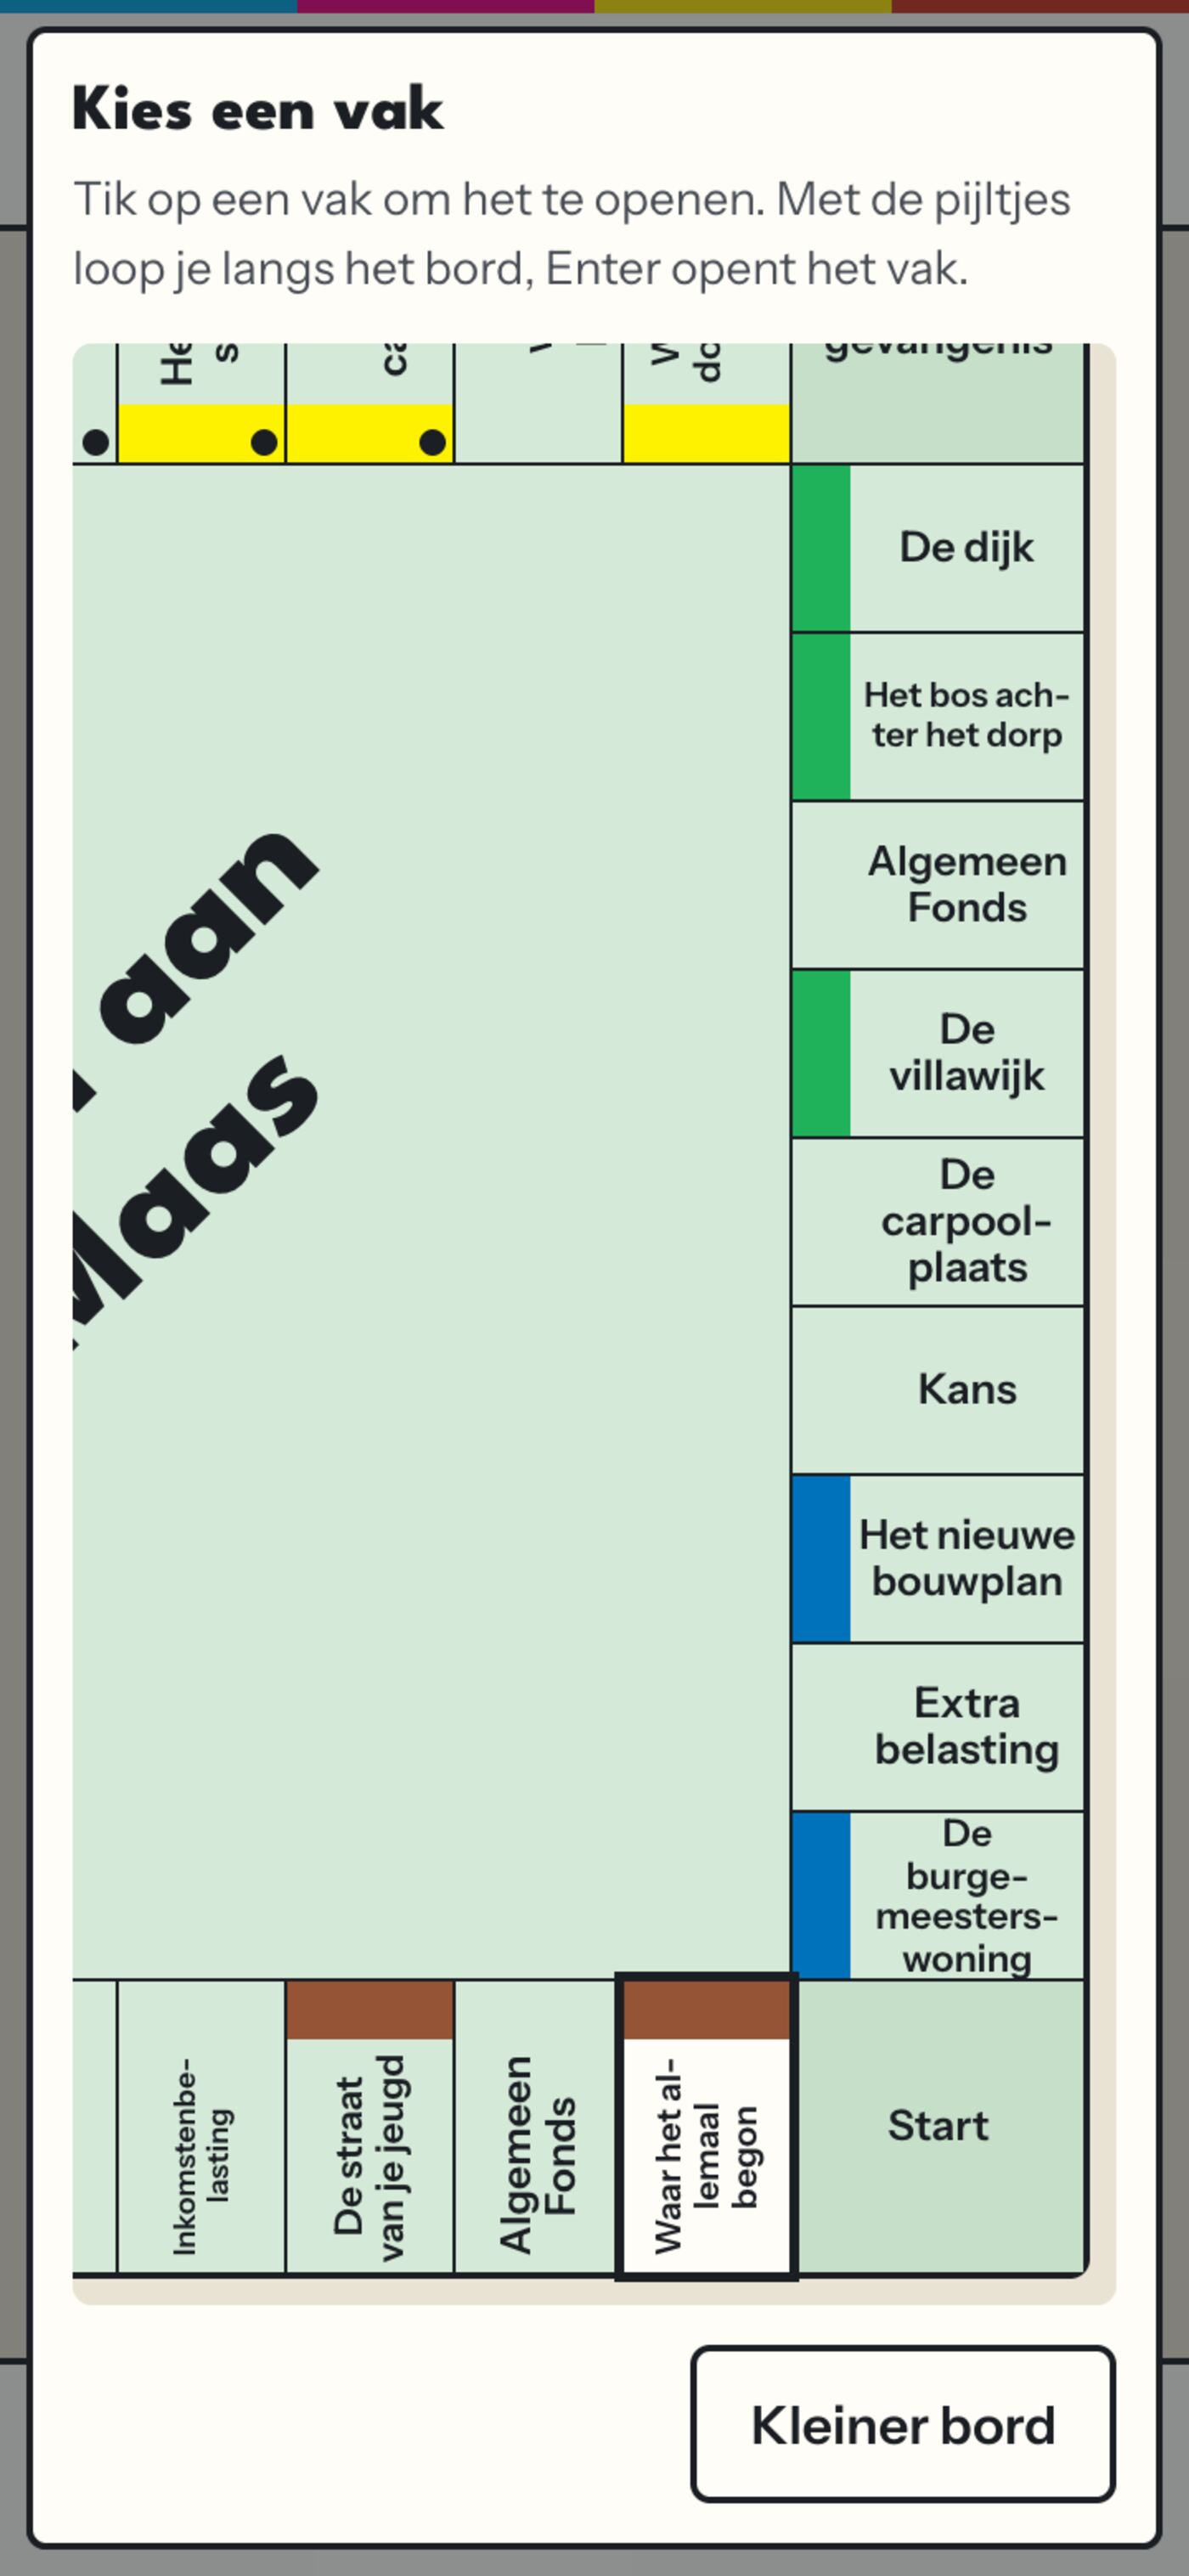 Kies een vak
Tik op een vak om het te openen. Met de pijltjes
loop je langs het bord, Enter opent het vak.
gevangenis
De dijk
Het bos ach-
ter het dorp
Algemeen
Fonds
De
villawijk
De
carpool-
plaats
Kans
Het nieuwe
bouwplan
Extra
belasting
De
burge-
meesters-
woning
aan
Maas
Inkomstenbe-
lasting
De straat
van je jeugd
Algemeen
Fonds
Waar het al-
lemaal
begon
Start
Kleiner bord